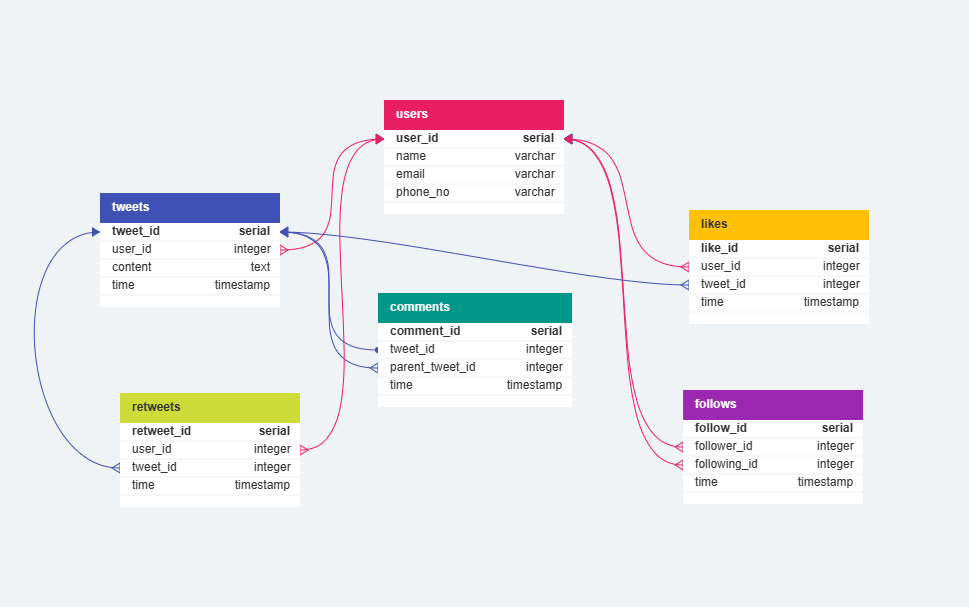 users
user_id serial
name varchar
email varchar
phone_no varchar
tweets
tweet_id serial
user_id integer
content text
time timestamp
likes
like_id serial
user_id integer
tweet_id integer
time timestamp
comments
comment_id serial
tweet_id integer
parent_tweet_id integer
time timestamp
retweets
retweet_id serial
user_id integer
tweet_id integer
time timestamp
follows
follow_id serial
follower_id integer
following_id integer
time timestamp